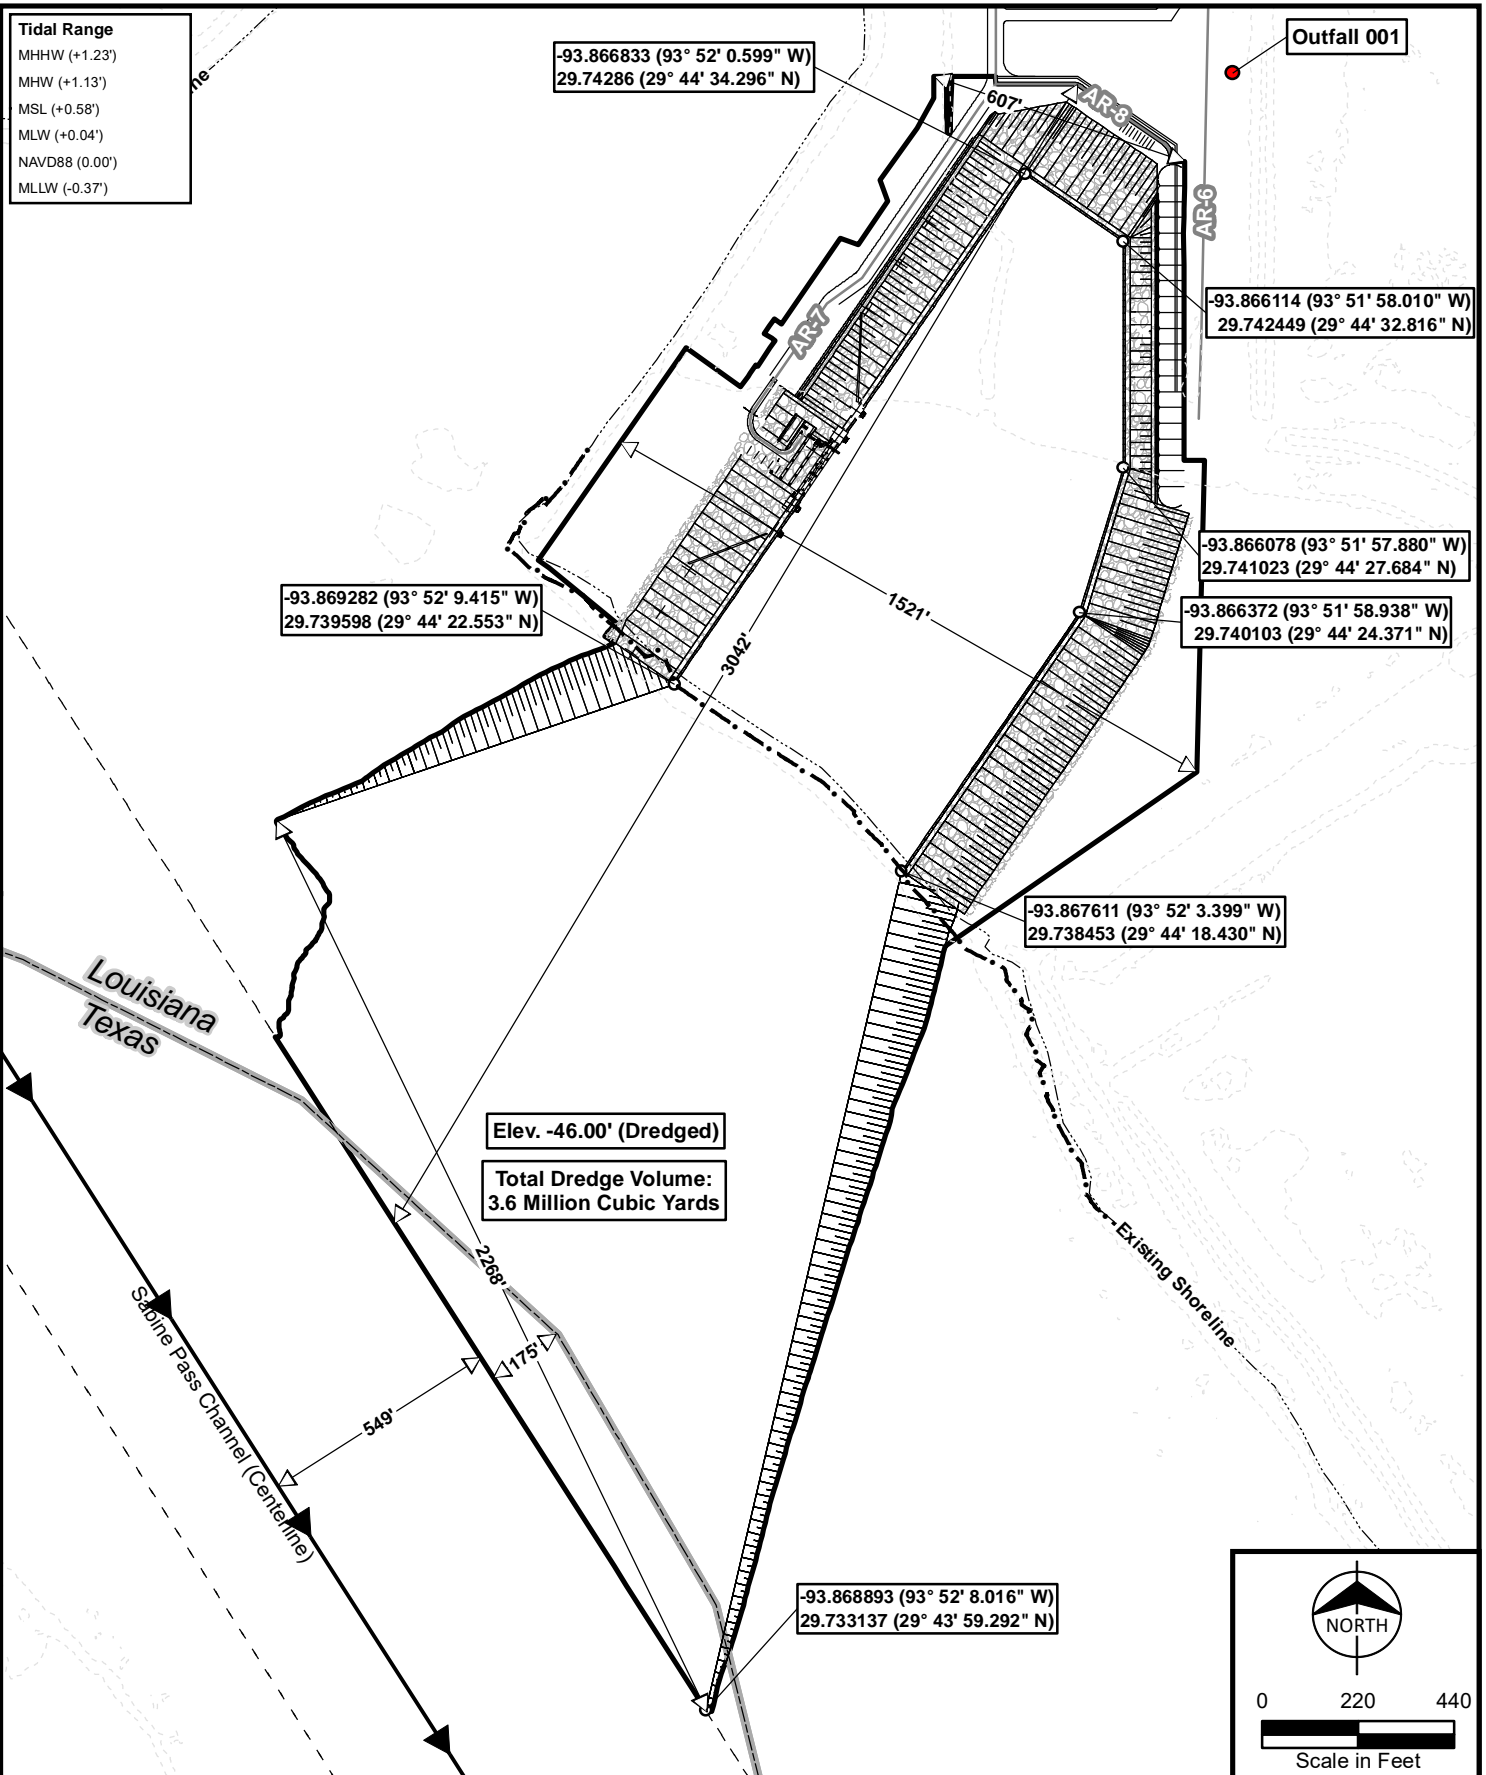 Tidal Range
MHHW (+1.23')
MHW (+1.13')
MSL (+0.58')
MLW (+0.04')
NAVD88 (0.00')
MLLW (-0.37')
ne
-93.866833 (93° 52' 0.599" W)
29.74286 (29° 44' 34.296" N)
Outfall 001
607'
AR-8
AR-6
-93.866114 (93° 51' 58.010" W)
29.742449 (29° 44' 32.816" N)
AR-7
-93.866078 (93° 51' 57.880" W)
29.741023 (29° 44' 27.684" N)
-93.869282 (93° 52' 9.415" W)
29.739598 (29° 44' 22.553" N)
1521'
-93.866372 (93° 51' 58.938" W)
29.740103 (29° 44' 24.371" N)
3042'
-93.867611 (93° 52' 3.399" W)
29.738453 (29° 44' 18.430" N)
Louisiana
Texas
Elev. -46.00' (Dredged)
Total Dredge Volume:
3.6 Million Cubic Yards
2268'
Existing Shoreline
175'
549'
Sabine Pass Channel (Centerline)
-93.868893 (93° 52' 8.016" W)
29.733137 (29° 43' 59.292" N)
NORTH
0 220 440
Scale in Feet